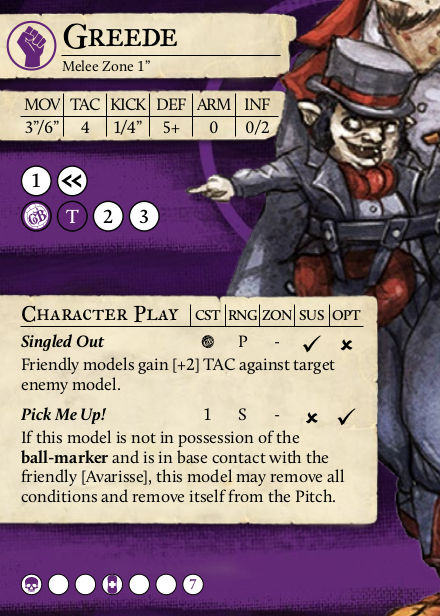 Greede
Melee Zone 1”
MOV TAC KICK DEF ARM INF
3”/6” 4 1/4” 5+ 0 0/2
1 <<
GB T 2 3
Character Play CST RNG ZON SUS OPT
Singled Out P - ✓ ✗
Friendly models gain [+2] TAC against target
enemy model.
Pick Me Up! 1 S - ✗ ✓
If this model is not in possession of the
ball-marker and is in base contact with the
friendly [Avarisse], this model may remove all
conditions and remove itself from the Pitch.
7